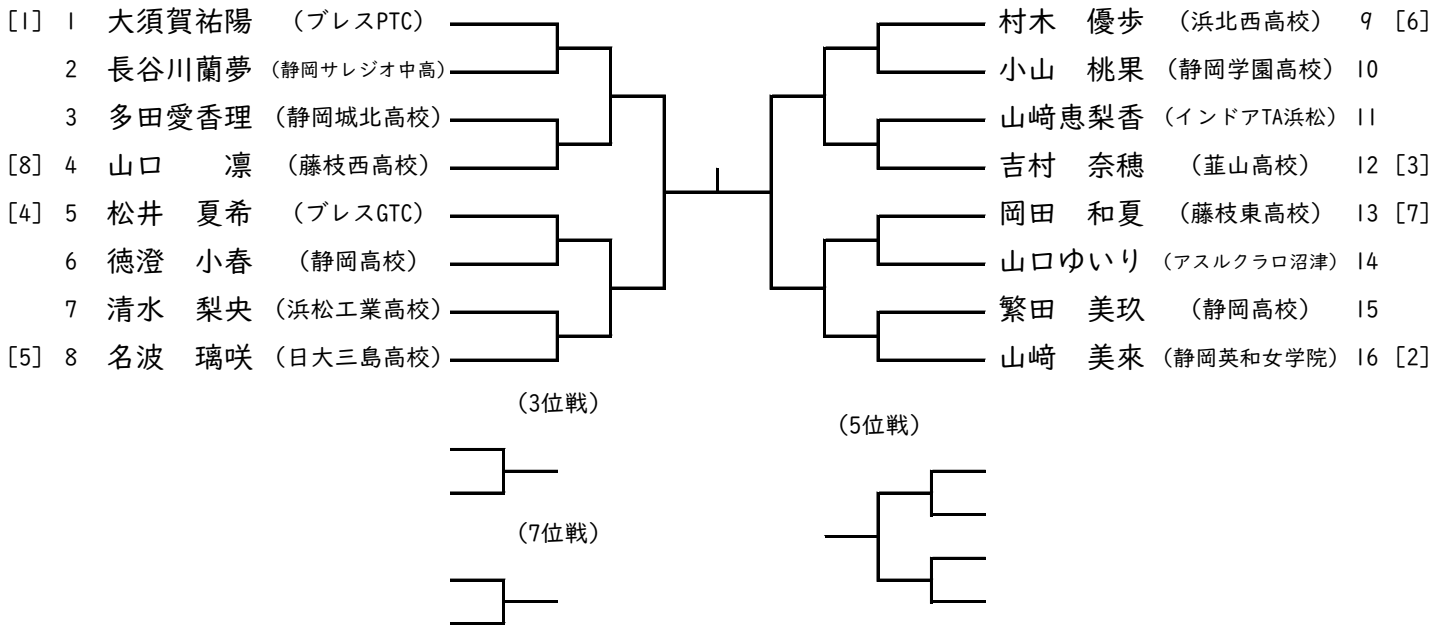 [1] 1 大須賀祐陽 (ブレスPTC)
2 長谷川蘭夢 (静岡サレジオ中高)
3 多田愛香理 (静岡城北高校)
[8] 4 山口 凛 (藤枝西高校)
[4] 5 松井 夏希 (ブレスGTC)
6 徳澄 小春 (静岡高校)
7 清水 梨央 (浜松工業高校)
[5] 8 名波 璃咲 (日大三島高校)
村木 優歩 (浜北西高校) 9 [6]
小山 桃果 (静岡学園高校) 10
山﨑恵梨香 (インドアTA浜松) 11
吉村 奈穂 (韮山高校) 12 [3]
岡田 和夏 (藤枝東高校) 13 [7]
山口ゆいり (アスルクラロ沼津) 14
繁田 美玖 (静岡高校) 15
山﨑 美來 (静岡英和女学院) 16 [2]
(3位戦)
(5位戦)
(7位戦)